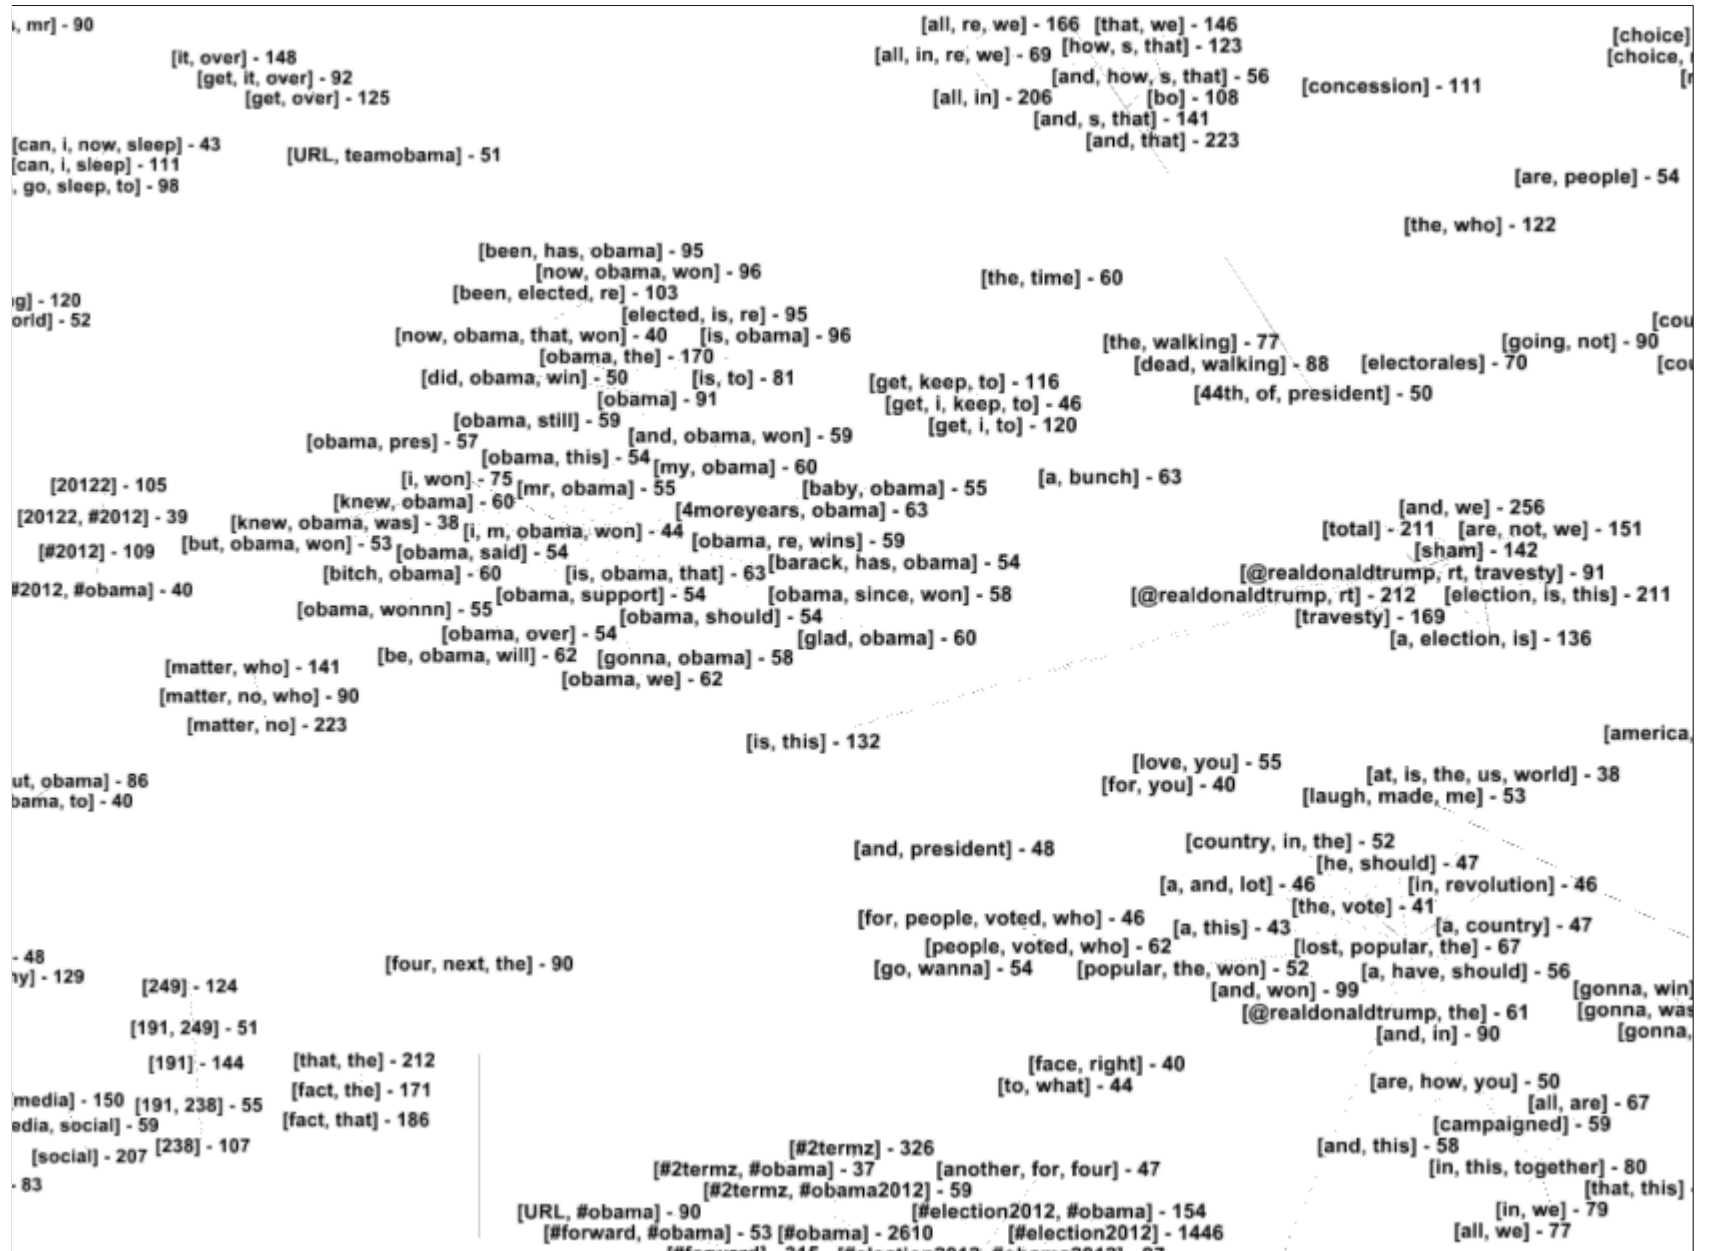 , mr] - 90
[it, over] - 148
[get, it, over] - 92
[get, over] - 125
[all, re, we] - 166 [that, we] - 146
[all, in, re, we] - 69 [how, s, that] - 123
[and, how, s, that] - 56
[all, in] - 206 [bo] - 108
[and, s, that] - 141
[and, that] - 223
[concession] - 111
[choice]
[choice,
[can, i, now, sleep] - 43
[can, i, sleep] - 111
, go, sleep, to] - 98
[URL, teamobama] - 51
[are, people] - 54
[the, who] - 122
[the, time] - 60
g] - 120
orld] - 52
[been, has, obama] - 95
[now, obama, won] - 96
[been, elected, re] - 103
[elected, is, re] - 95
[now, obama, that, won] - 40 [is, obama] - 96
[obama, the] - 170
[did, obama, win] - 50 [is, to] - 81
[obama] - 91
[obama, still] - 59
[obama, pres] - 57 [and, obama, won] - 59
[obama, this] - 54 [my, obama] - 60
[i, won] - 75 [mr, obama] - 55 [baby, obama] - 55
[knew, obama] - 60 [4moreyears, obama] - 63
[knew, obama, was] - 38 [i, m, obama, won] - 44
[but, obama, won] - 53 [obama, said] - 54 [obama, re, wins] - 59
[bitch, obama] - 60 [is, obama, that] - 63 [barack, has, obama] - 54
[obama, support] - 54 [obama, since, won] - 58
[obama, wonnn] - 55 [obama, should] - 54
[obama, over] - 54 [glad, obama] - 60
[be, obama, will] - 62 [gonna, obama] - 58
[obama, we] - 62
[the, walking] - 77
[dead, walking] - 88
[electorales] - 70
[going, not] - 90
[cou
[cou
[44th, of, president] - 50
[get, keep, to] - 116
[get, i, keep, to] - 46
[get, i, to] - 120
[a, bunch] - 63
[20122] - 105
[20122, #2012] - 39
[#2012] - 109
#2012, #obama] - 40
[and, we] - 256
[total] - 211 [are, not, we] - 151
[sham] - 142
[@realdonaldtrump, rt, travesty] - 91
[@realdonaldtrump, rt] - 212 [election, is, this] - 211
[travesty] - 169
[a, election, is] - 136
[matter, who] - 141
[matter, no, who] - 90
[matter, no] - 223
[is, this] - 132
[america,
ut, obama] - 86
bama, to] - 40
[love, you] - 55
[for, you] - 40
[at, is, the, us, world] - 38
[laugh, made, me] - 53
[and, president] - 48
[country, in, the] - 52
[he, should] - 47
[a, and, lot] - 46 [in, revolution] - 46
[the, vote] - 41
[for, people, voted, who] - 46 [a, this] - 43 [a, country] - 47
[people, voted, who] - 62 [lost, popular, the] - 67
[go, wanna] - 54 [popular, the, won] - 52 [a, have, should] - 56
[and, won] - 99
[@realdonaldtrump, the] - 61
[and, in] - 90
[gonna, win]
[gonna, was
[gonna,
[four, next, the] - 90
- 48
y] - 129
[249] - 124
[191, 249] - 51
[191] - 144
[191, 238] - 55
[238] - 107
[that, the] - 212
[fact, the] - 171
[fact, that] - 186
[media] - 150
edia, social] - 59
[social] - 207
- 83
[face, right] - 40
[to, what] - 44
[are, how, you] - 50
[all, are] - 67
[campaigned] - 59
[and, this] - 58
[in, this, together] - 80
[that, this]
[in, we] - 79
[all, we] - 77
[#2termz] - 326
[#2termz, #obama] - 37 [another, for, four] - 47
[#2termz, #obama2012] - 59
[URL, #obama] - 90 [#election2012, #obama] - 154
[#forward, #obama] - 53 [#obama] - 2610 [#election2012] - 1446